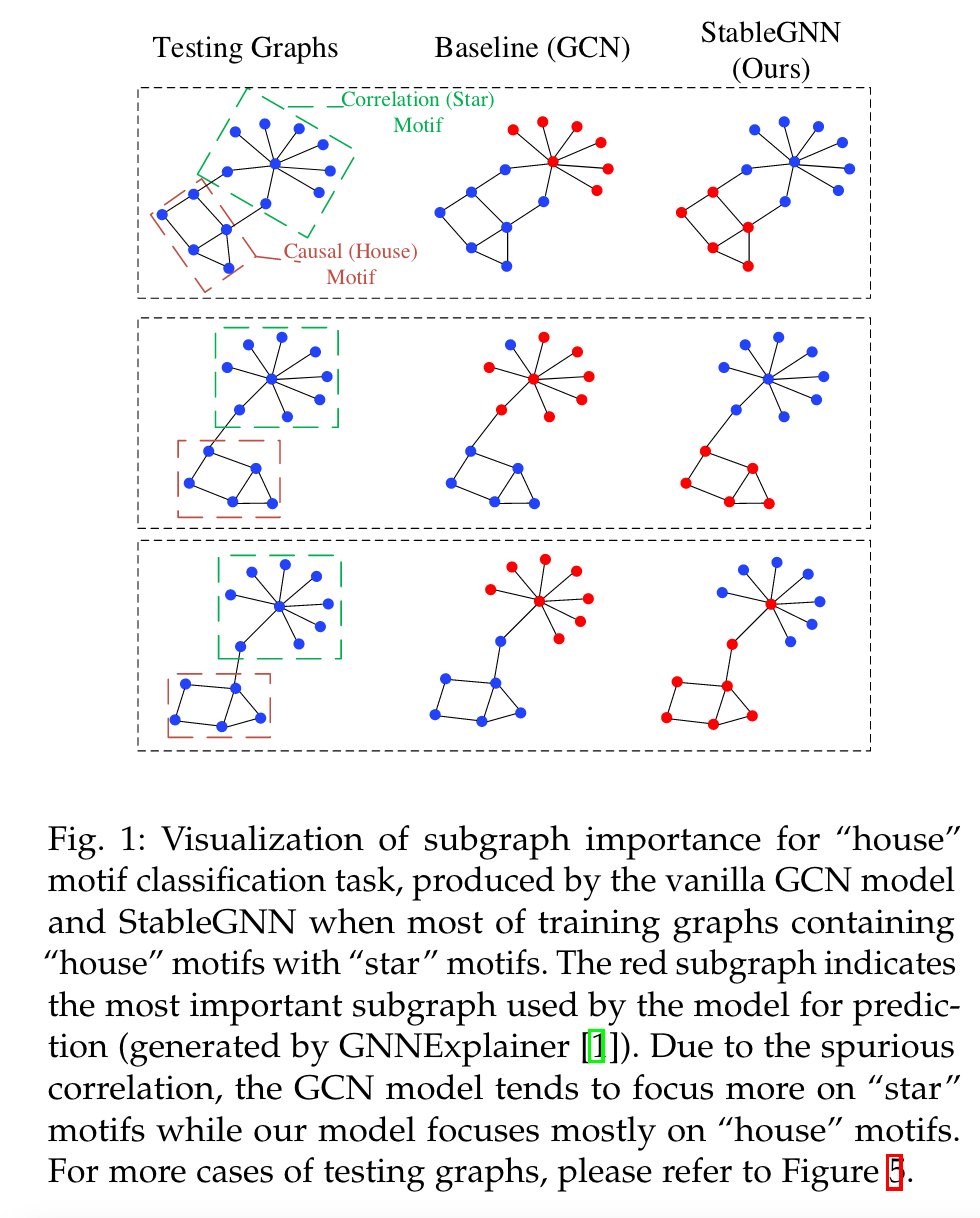 Testing Graphs
Baseline (GCN)
StableGNN
(Ours)
Correlation (Star)
Motif
Causal (House)
Motif
Fig. 1: Visualization of subgraph importance for “house”
motif classification task, produced by the vanilla GCN model
and StableGNN when most of training graphs containing
“house” motifs with “star” motifs. The red subgraph indicates
the most important subgraph used by the model for predic-
tion (generated by GNNExplainer [1]). Due to the spurious
correlation, the GCN model tends to focus more on “star”
motifs while our model focuses mostly on “house” motifs.
For more cases of testing graphs, please refer to Figure 5.